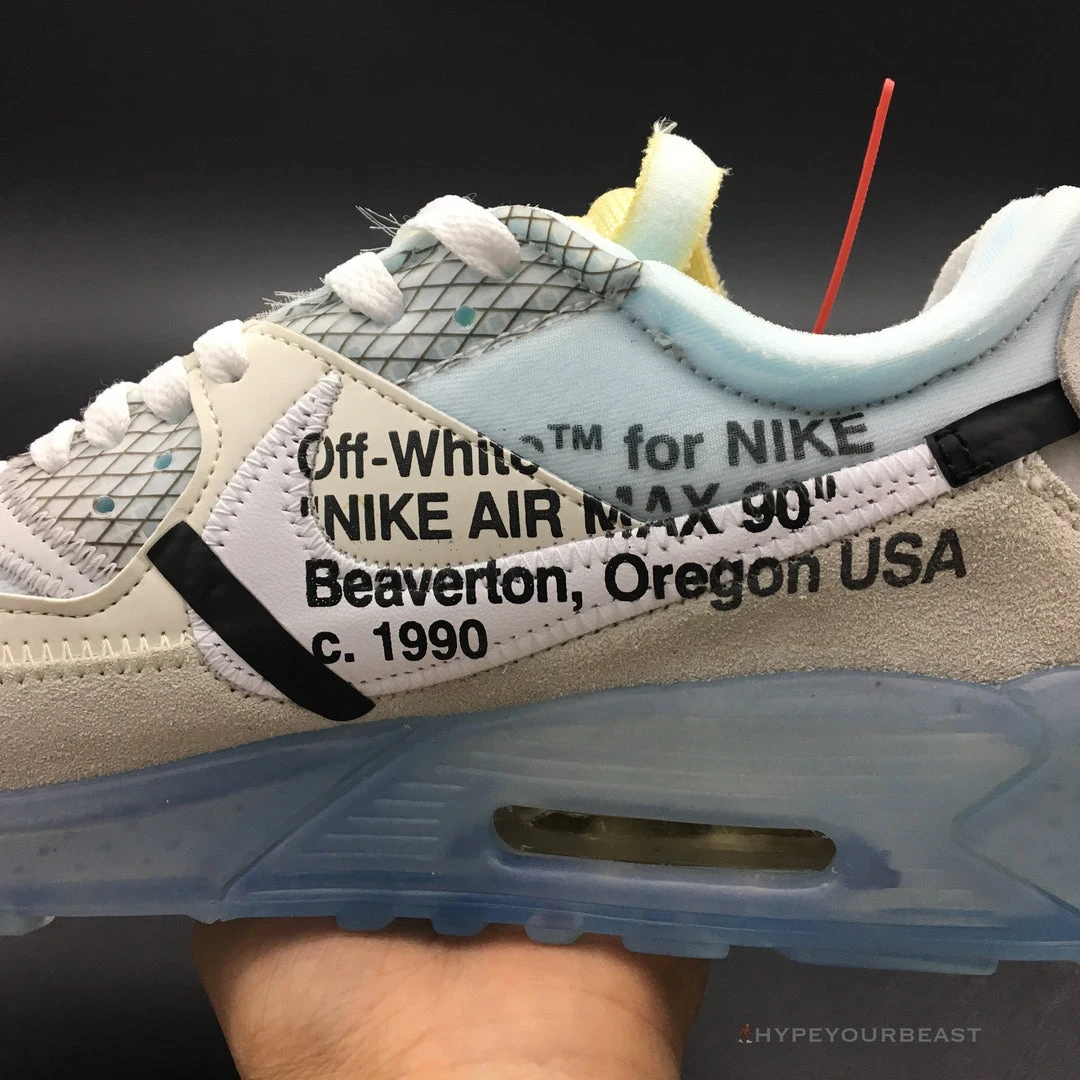 Off-White™ for NIKE
"NIKE AIR MAX 90"
Beaverton, Oregon USA
c. 1990
HYPEYOURBEAST